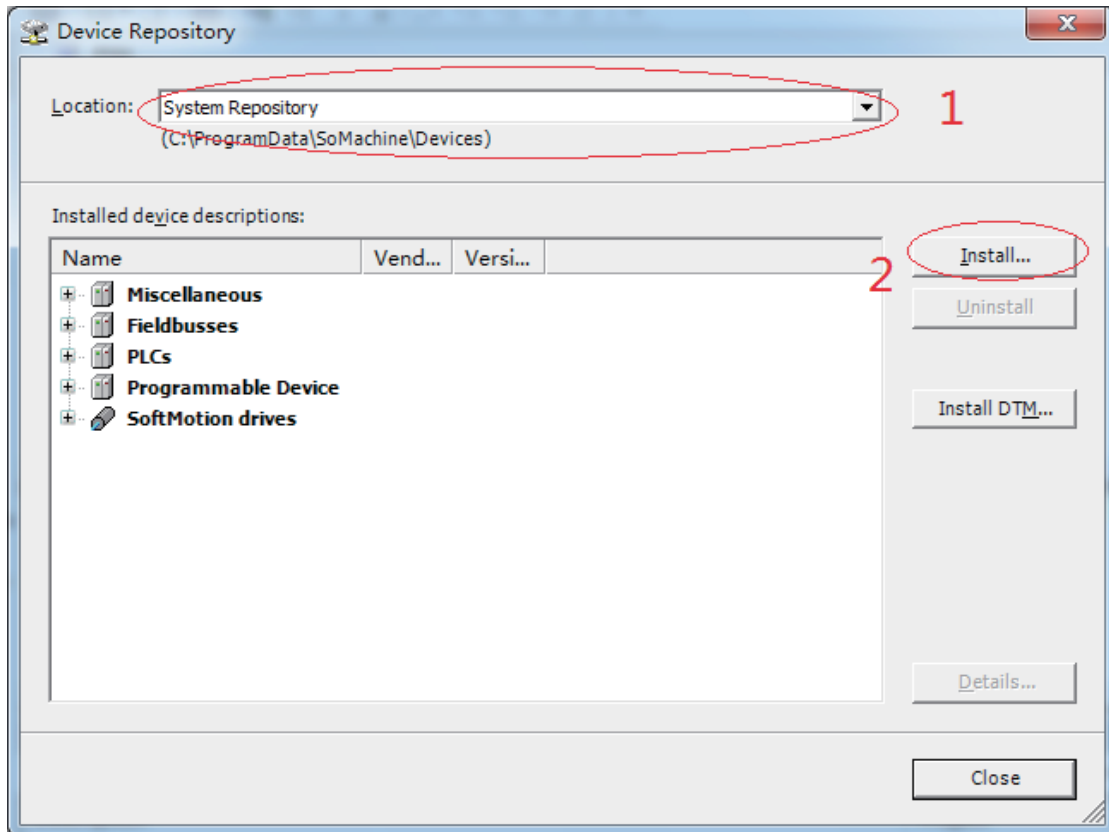 Device Repository
Location: System Repository 1
(C:\ProgramData\SoMachine\Devices)
Installed device descriptions:
Name Vend... Versi...
2 Install...
Miscellaneous
Fieldbusses
Uninstall
PLCs
Programmable Device
Install DTM...
SoftMotion drives
Details...
Close